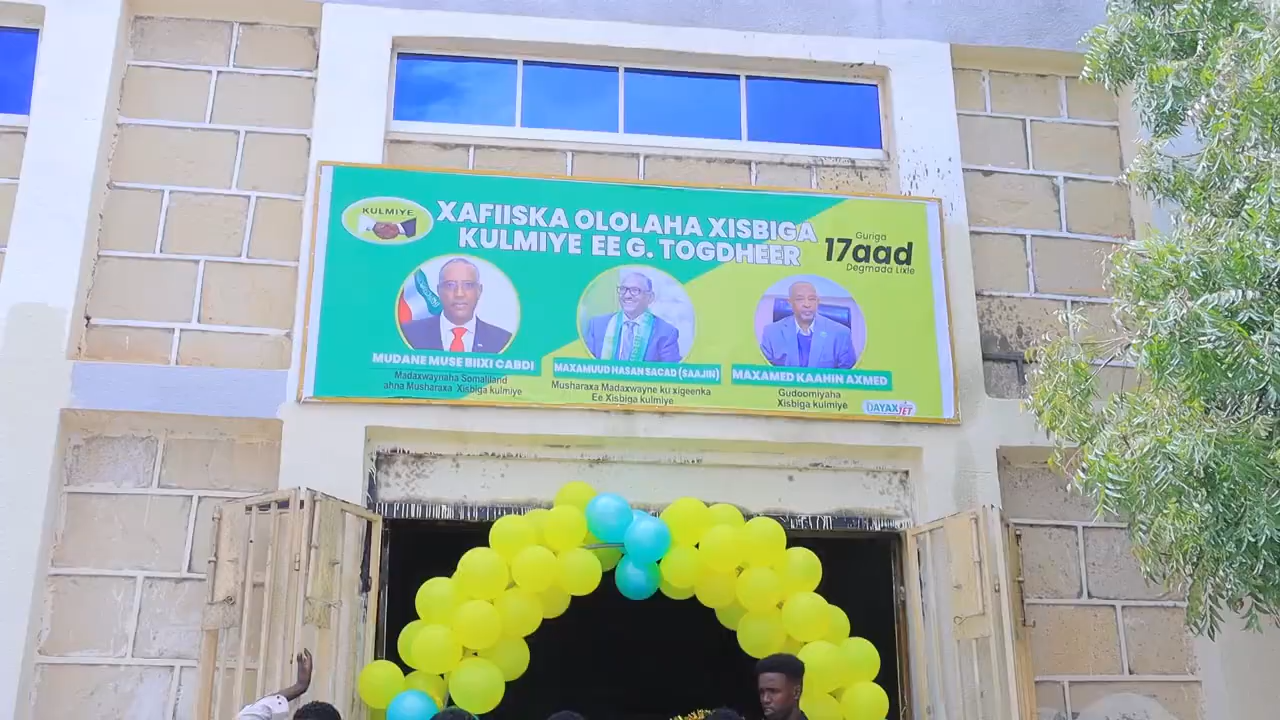 KULMIYE
XAFIISKA OLOLAHA XISBIGA
KULMIYE EE G. TOGDHEER
Guriga
17aad
Degmada Lixle
MUDANE MUSE BIIXI CABDI
Madaxwaynaha Somaliland
ahna Musharaxa Xisbiga kulmiye
MAXAMUUD HASAN SACAD (SAAJIN)
Musharaxa Madaxwayne ku xigeenka
Ee Xisbiga kulmiye
MAXAMED KAAHIN AXMED
Gudoomiyaha
Xisbiga kulmiye
DAYAXJET